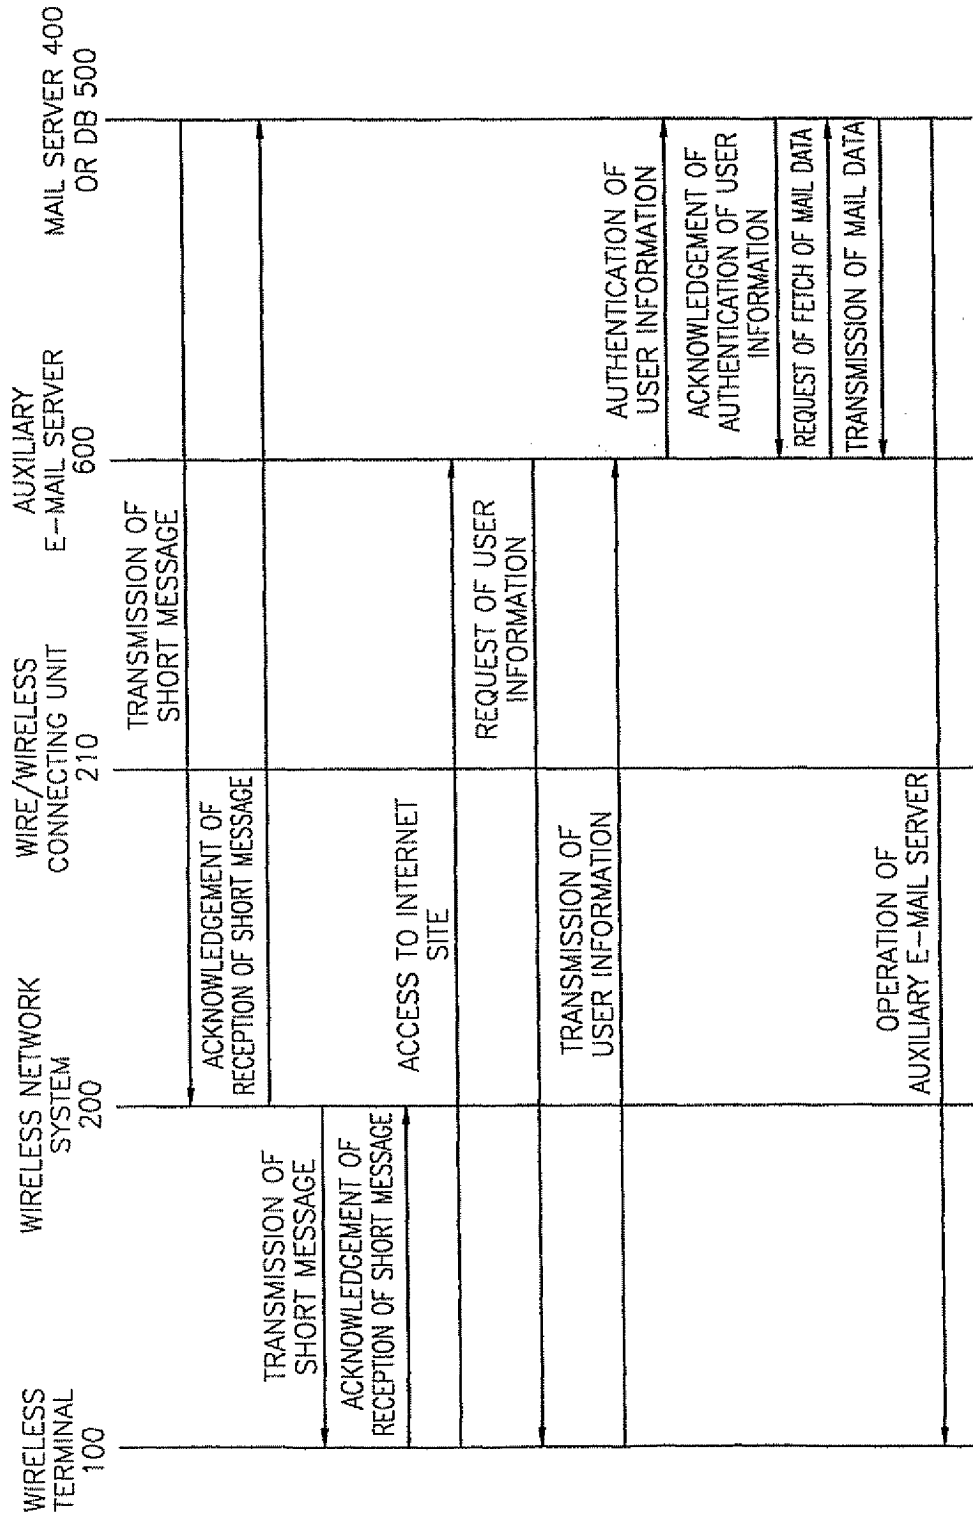 WIRELESS
TERMINAL
100
WIRELESS NETWORK
SYSTEM
200
WIRE/WIRELESS
CONNECTING UNIT
210
AUXILIARY
E-MAIL SERVER
600
MAIL SERVER 400
OR DB 500
TRANSMISSION OF
SHORT MESSAGE
ACKNOWLEDGEMENT OF
RECEPTION OF SHORT MESSAGE
TRANSMISSION OF
SHORT MESSAGE
ACKNOWLEDGEMENT OF
RECEPTION OF SHORT MESSAGE
ACCESS TO INTERNET
SITE
REQUEST OF USER
INFORMATION
TRANSMISSION OF
USER INFORMATION
AUTHENTICATION OF
USER INFORMATION
ACKNOWLEDGEMENT OF
AUTHENTICATION OF USER
INFORMATION
REQUEST OF FETCH OF MAIL DATA
TRANSMISSION OF MAIL DATA
OPERATION OF
AUXILIARY E-MAIL SERVER